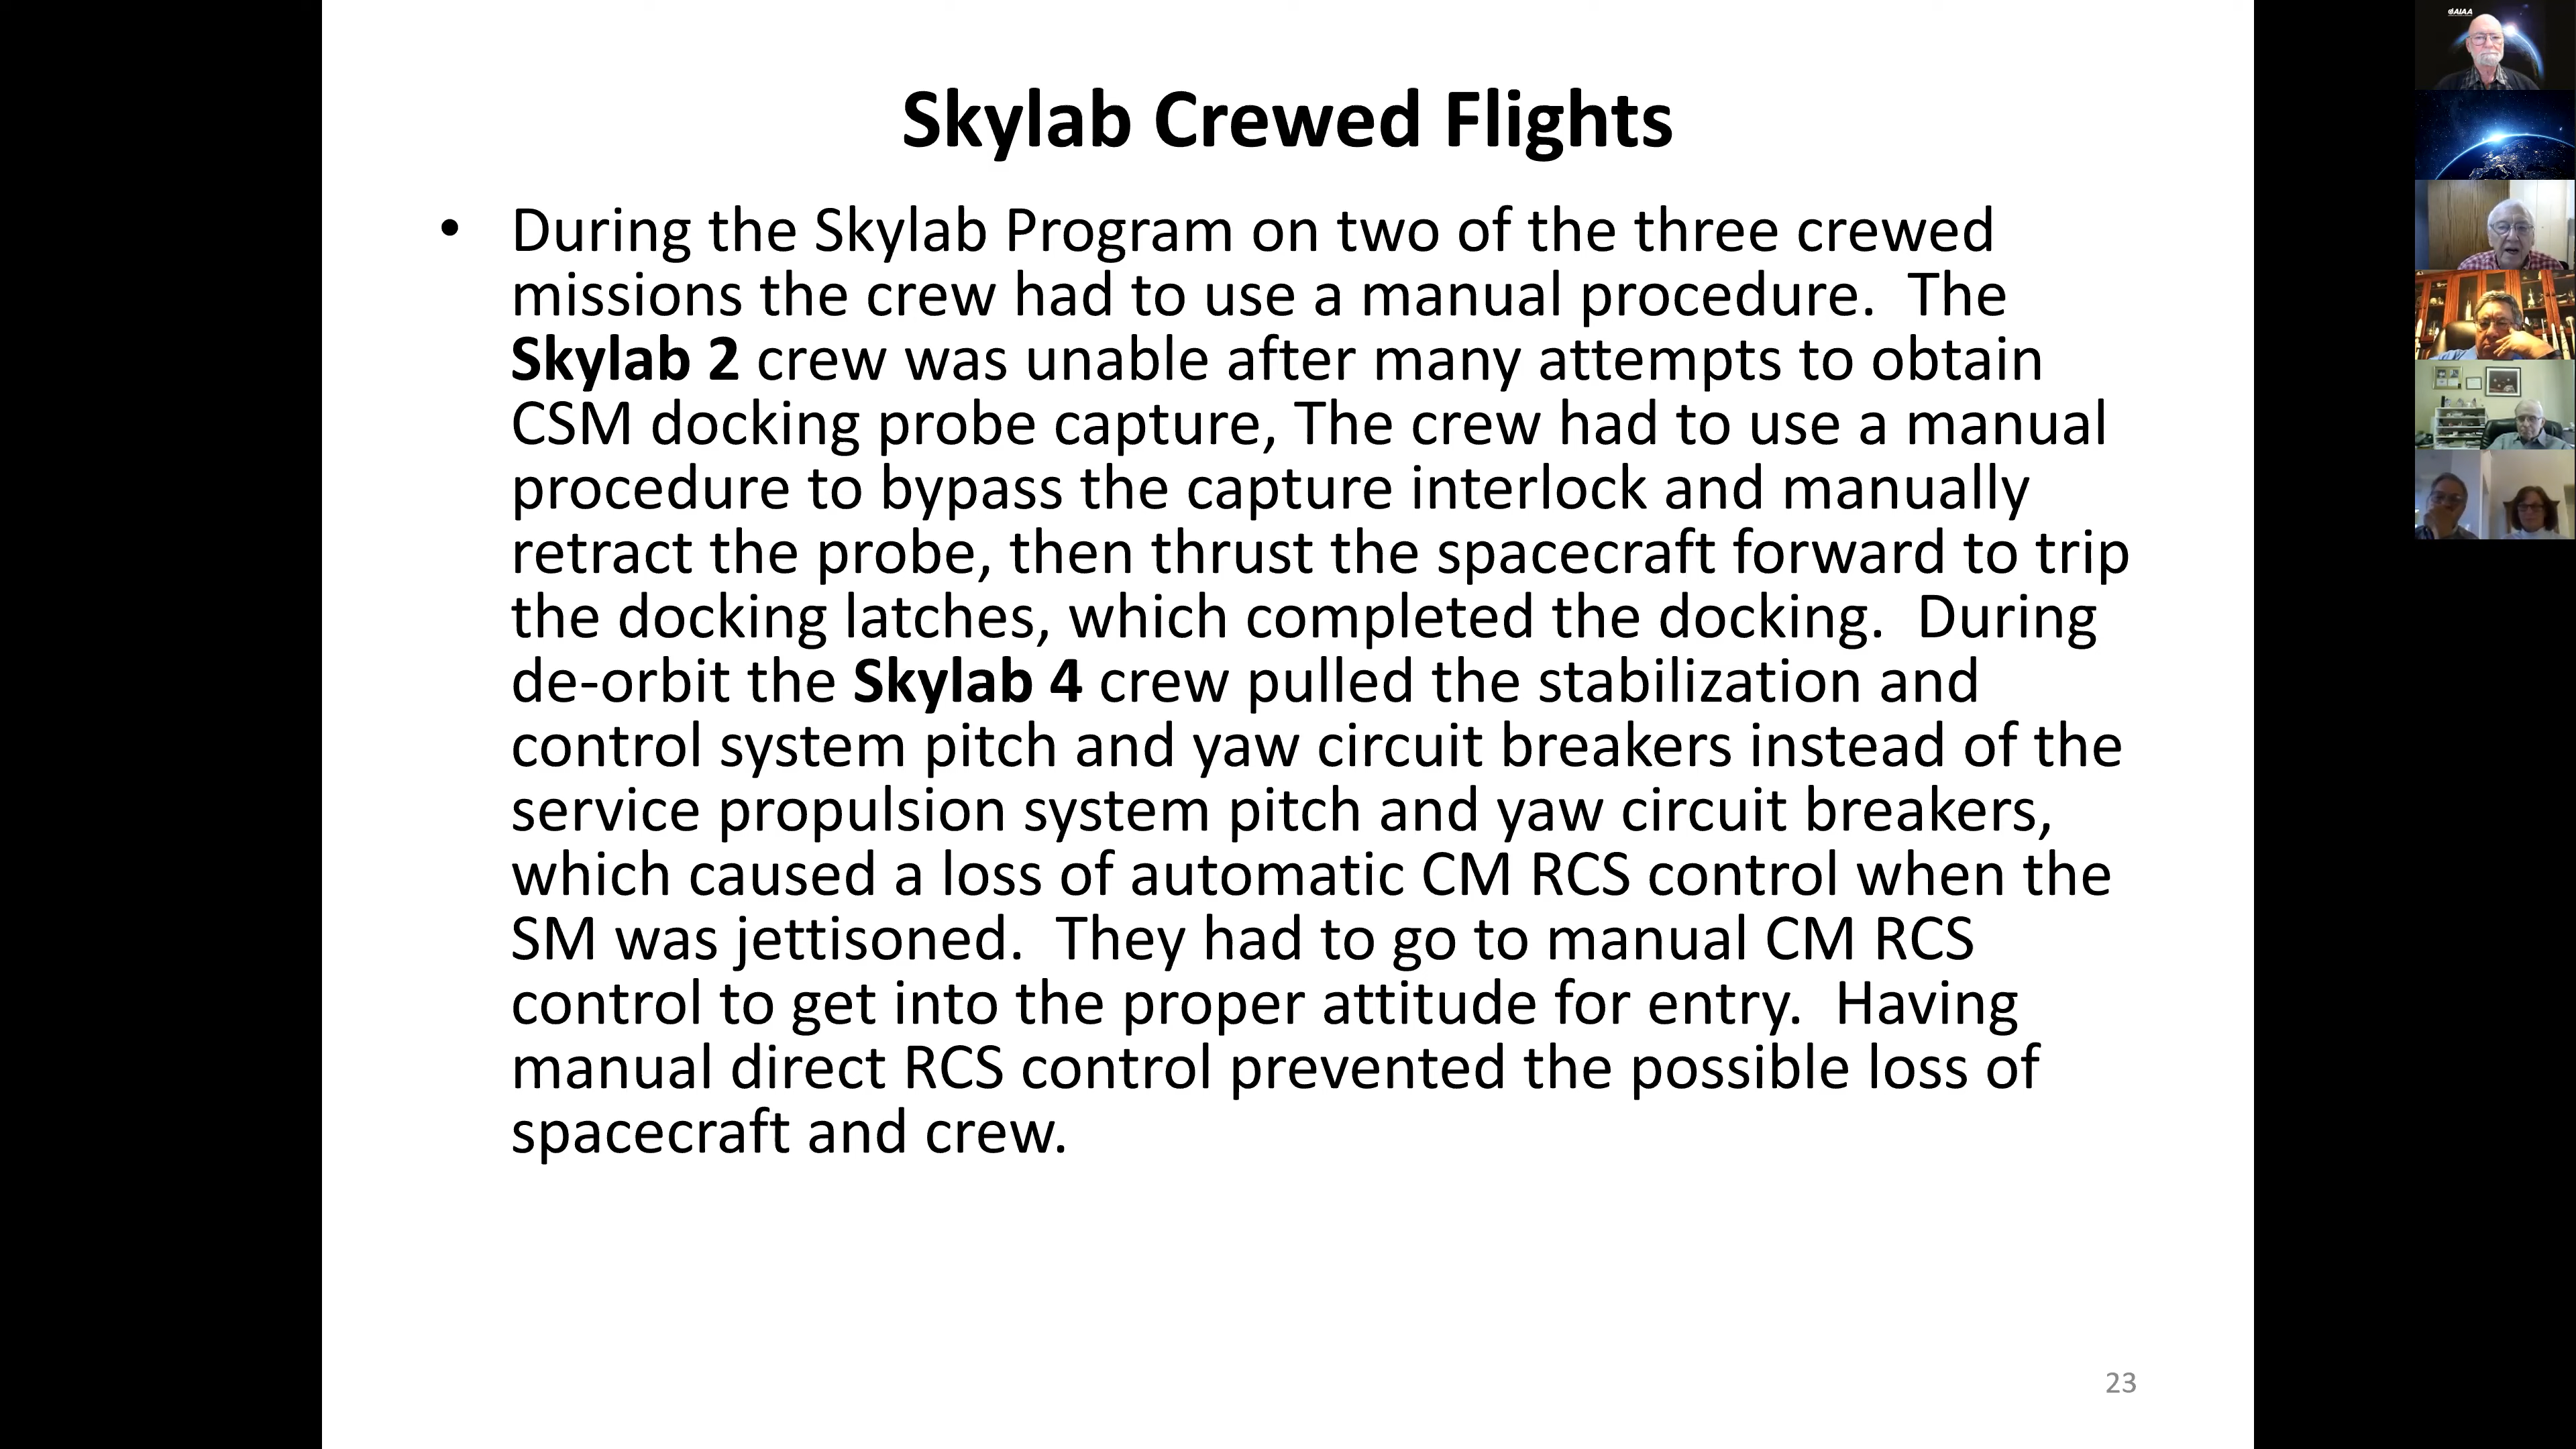 Skylab Crewed Flights
• During the Skylab Program on two of the three crewed
missions the crew had to use a manual procedure.  The
Skylab 2 crew was unable after many attempts to obtain
CSM docking probe capture, The crew had to use a manual
procedure to bypass the capture interlock and manually
retract the probe, then thrust the spacecraft forward to trip
the docking latches, which completed the docking.  During
de-orbit the Skylab 4 crew pulled the stabilization and
control system pitch and yaw circuit breakers instead of the
service propulsion system pitch and yaw circuit breakers,
which caused a loss of automatic CM RCS control when the
SM was jettisoned.  They had to go to manual CM RCS
control to get into the proper attitude for entry.  Having
manual direct RCS control prevented the possible loss of
spacecraft and crew.
23
AIAA